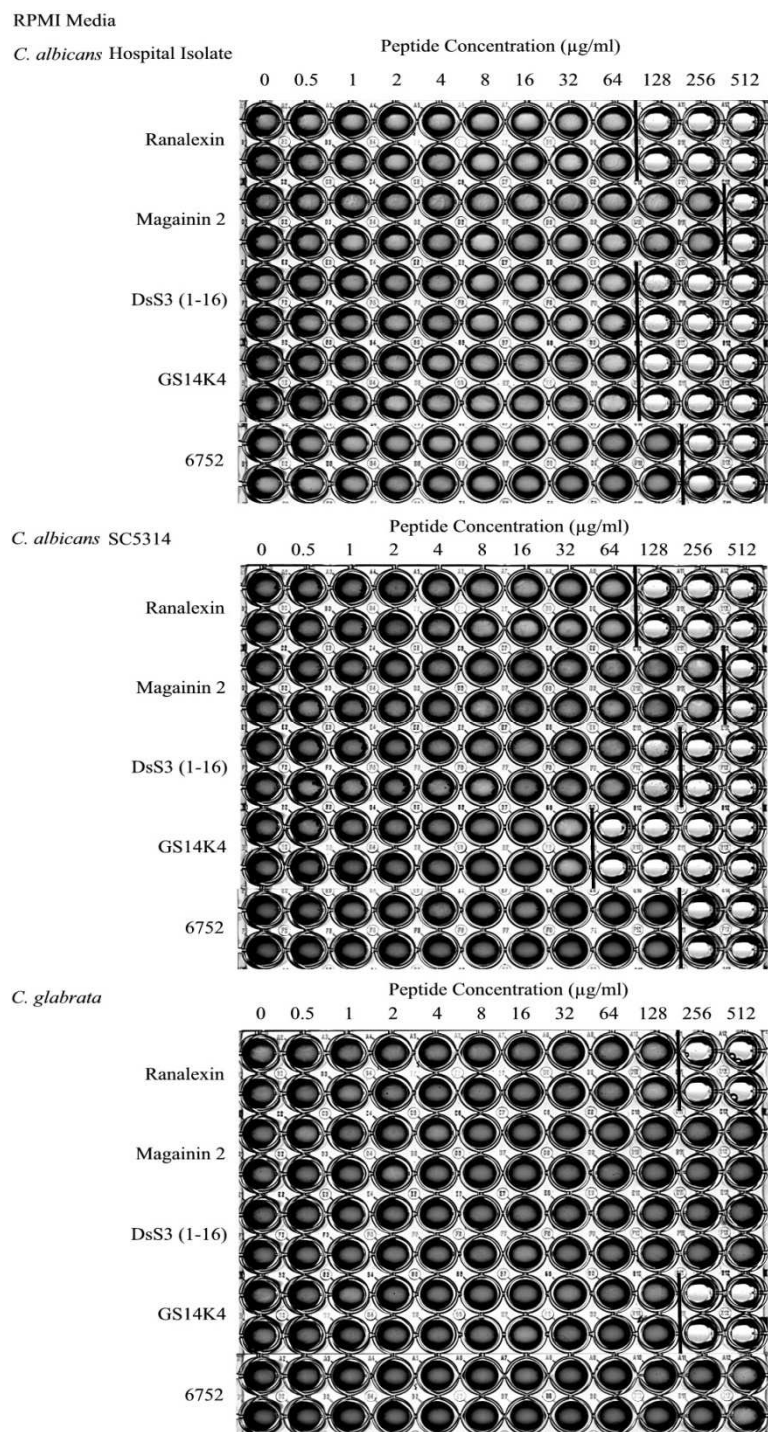 RPMI Media
C. albicans Hospital Isolate
Peptide Concentration (µg/ml)
0 0.5 1 2 4 8 16 32 64 128 256 512
Ranalexin
Magainin 2
DsS3 (1-16)
GS14K4
6752
C. albicans SC5314
Peptide Concentration (µg/ml)
0 0.5 1 2 4 8 16 32 64 128 256 512
Ranalexin
Magainin 2
DsS3 (1-16)
GS14K4
6752
C. glabrata
Peptide Concentration (µg/ml)
0 0.5 1 2 4 8 16 32 64 128 256 512
Ranalexin
Magainin 2
DsS3 (1-16)
GS14K4
6752